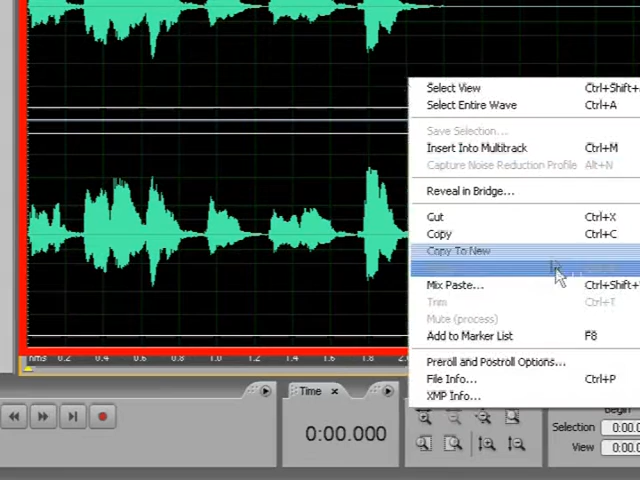 Select View Ctrl+Shift+
Select Entire Wave Ctrl+A
Save Selection...
Insert Into Multitrack Ctrl+M
Capture Noise Reduction Profile Alt+N
Reveal in Bridge...
Cut Ctrl+X
Copy Ctrl+C
Copy To New
Mix Paste... Ctrl+Shift+
Trim Ctrl+T
Mute (process)
Add to Marker List F8
hms 0.2 0.4 0.6 0.8 1.0 1.2 1.4 1.6 1.8 2.0
Preroll and Postroll Options...
File Info... Ctrl+P
XMP Info...
Time x
Begin
0:00.000
Selection 0:00.0
View 0:00.0